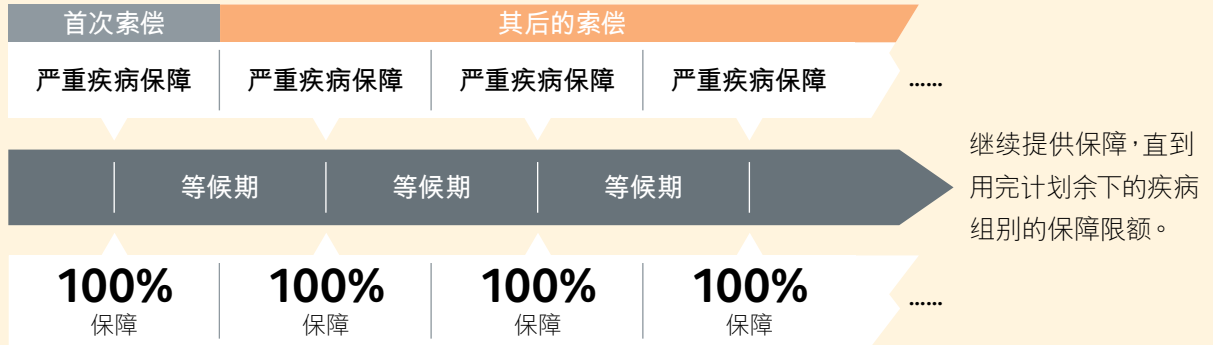 首次索偿
其后的索偿
严重疾病保障
严重疾病保障
严重疾病保障
严重疾病保障
……
等候期
等候期
等候期
继续提供保障，直到
用完计划余下的疾病
组别的保障限额。
100%
保障
100%
保障
100%
保障
100%
保障
……